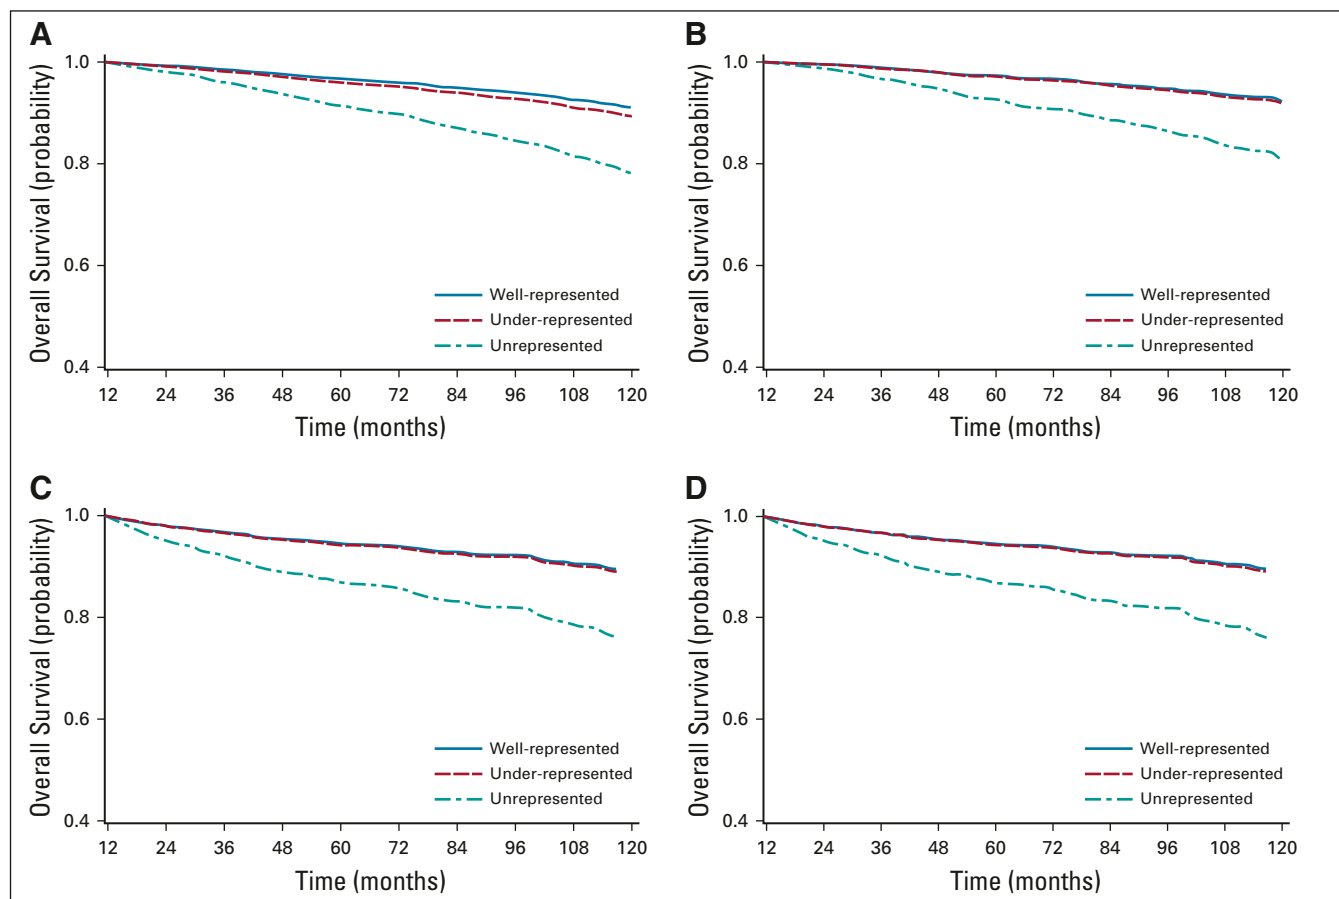 A
Overall Survival (probability)
1.0
0.8
0.6
0.4
Well-represented
Under-represented
Unrepresented
12 24 36 48 60 72 84 96 108 120
Time (months)
B
Overall Survival (probability)
1.0
0.8
0.6
0.4
Well-represented
Under-represented
Unrepresented
12 24 36 48 60 72 84 96 108 120
Time (months)
C
Overall Survival (probability)
1.0
0.8
0.6
0.4
Well-represented
Under-represented
Unrepresented
12 24 36 48 60 72 84 96 108 120
Time (months)
D
Overall Survival (probability)
1.0
0.8
0.6
0.4
Well-represented
Under-represented
Unrepresented
12 24 36 48 60 72 84 96 108 120
Time (months)